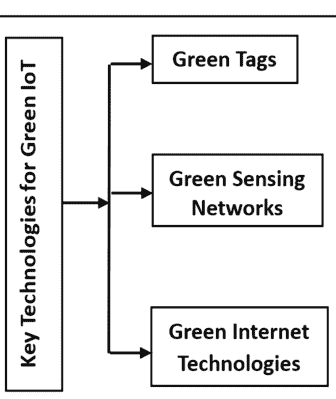 Key Technologies for Green IoT
Green Tags
Green Sensing
Networks
Green Internet
Technologies